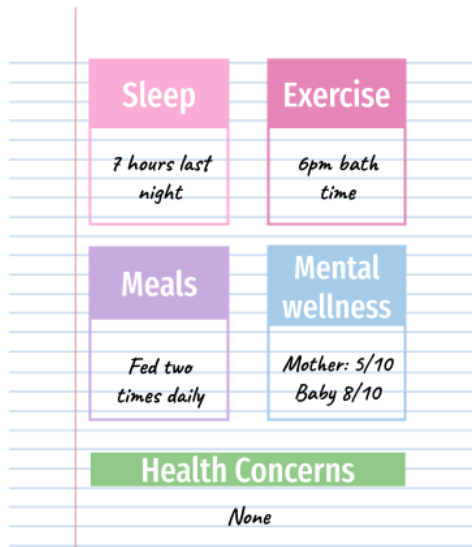 Sleep
7 hours last
night
Exercise
6pm bath
time
Meals
Fed two
times daily
Mental
wellness
Mother: 5/10
Baby 8/10
Health Concerns
None